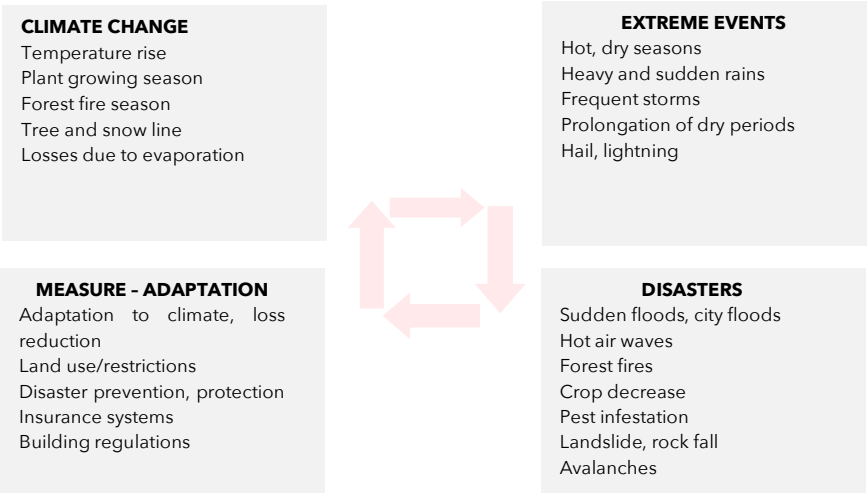 CLIMATE CHANGE
Temperature rise
Plant growing season
Forest fire season
Tree and snow line
Losses due to evaporation
EXTREME EVENTS
Hot, dry seasons
Heavy and sudden rains
Frequent storms
Prolongation of dry periods
Hail, lightning
MEASURE – ADAPTATION
Adaptation to climate, loss
reduction
Land use/restrictions
Disaster prevention, protection
Insurance systems
Building regulations
DISASTERS
Sudden floods, city floods
Hot air waves
Forest fires
Crop decrease
Pest infestation
Landslide, rock fall
Avalanches